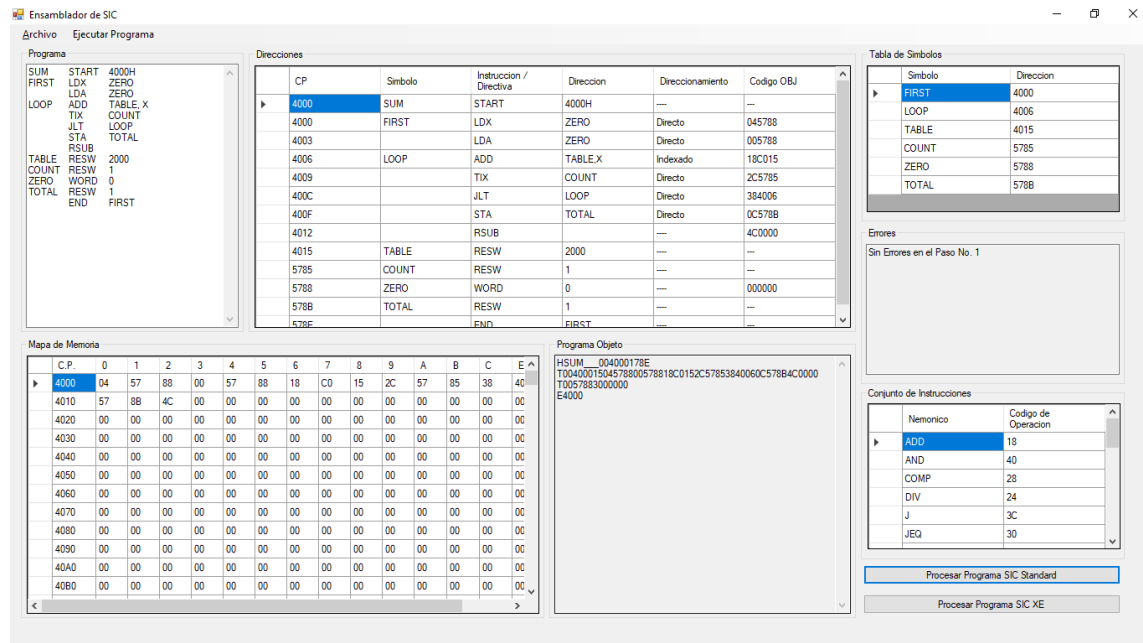 Ensamblador de SIC
Archivo Ejecutar Programa
Programa
SUM START 4000H
FIRST LDX ZERO
LDA ZERO
LOOP ADD TABLE, X
TIX COUNT
JLT LOOP
STA TOTAL
RSUB
TABLE RESW 2000
COUNT RESW 1
ZERO WORD 0
TOTAL RESW 1
END FIRST
Direcciones
CP Simbolo Instruccion / Directiva Direccion Direccionamiento Codigo OBJ
4000 SUM START 4000H ---- ---
4000 FIRST LDX ZERO Directo 045788
4003 LDA ZERO Directo 005788
4006 LOOP ADD TABLE,X Indexado 18C015
4009 TIX COUNT Directo 2C5785
400C JLT LOOP Directo 384006
400F STA TOTAL Directo 0C578B
4012 RSUB ---- 4C0000
4015 TABLE RESW 2000 ---- ---
5785 COUNT RESW 1 ---- ---
5788 ZERO WORD 0 ---- 000000
578B TOTAL RESW 1 ---- ---
578E END FIRST ---- ---
Tabla de Simbolos
Simbolo Direccion
FIRST 4000
LOOP 4006
TABLE 4015
COUNT 5785
ZERO 5788
TOTAL 578B
Errores
Sin Errores en el Paso No. 1
Mapa de Memoria
C.P. 0 1 2 3 4 5 6 7 8 9 A B C E
4000 04 57 88 00 57 88 18 C0 15 2C 57 85 38 40
4010 57 8B 4C 00 00 00 00 00 00 00 00 00 00 00
4020 00 00 00 00 00 00 00 00 00 00 00 00 00 00
4030 00 00 00 00 00 00 00 00 00 00 00 00 00 00
4040 00 00 00 00 00 00 00 00 00 00 00 00 00 00
4050 00 00 00 00 00 00 00 00 00 00 00 00 00 00
4060 00 00 00 00 00 00 00 00 00 00 00 00 00 00
4070 00 00 00 00 00 00 00 00 00 00 00 00 00 00
4080 00 00 00 00 00 00 00 00 00 00 00 00 00 00
4090 00 00 00 00 00 00 00 00 00 00 00 00 00 00
40A0 00 00 00 00 00 00 00 00 00 00 00 00 00 00
40B0 00 00 00 00 00 00 00 00 00 00 00 00 00 00
Programa Objeto
HSUM___004000178E
T0040001504578800578818C0152C57853840060C578B4C0000
T0057883000000
E4000
Conjunto de Instrucciones
Nemonico Codigo de Operacion
ADD 18
AND 40
COMP 28
DIV 24
J 3C
JEQ 30
Procesar Programa SIC Standard
Procesar Programa SIC XE